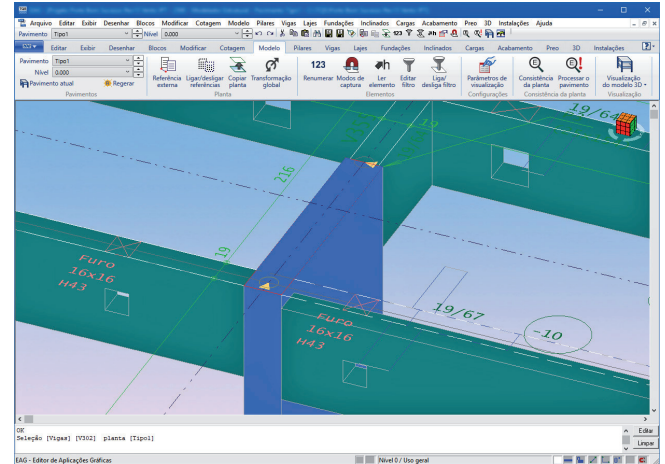 Arquivo Editar Exibir Desenhar Blocos Modificar Cotagem Modelo Pilares Vigas Lajes Fundações Inclinados Cargas Acabamento Preo 3D Instalações Ajuda
Pavimento Tipo1 Nível 0.000
Editar Exibir Desenhar Blocos Modificar Cotagem Modelo Pilares Vigas Lajes Fundações Inclinados Cargas Acabamento Preo 3D Instalações
Pavimento Tipo1
Nível 0.000
Pavimento atual Regerar
Referência externa
Ligar/desligar referências
Copiar planta
Transformação global
123
Renumerar
Modos de captura
Ler elemento
Editar filtro
Liga/desliga filtro
Parâmetros de visualização
Consistência da planta
Processar o pavimento
Visualização do modelo 3D
Pavimentos Planta Elementos Configurações Consistência da planta Visualização
19/64
19
216
19
Furo
16x16
H43
19/67
-10
Furo
16x16
H43
OK
Seleção [Vigas] [V302] planta [Tipo1]
Editar
Limpar
EAG - Editor de Aplicações Gráficas
Nível 0 / Uso geral